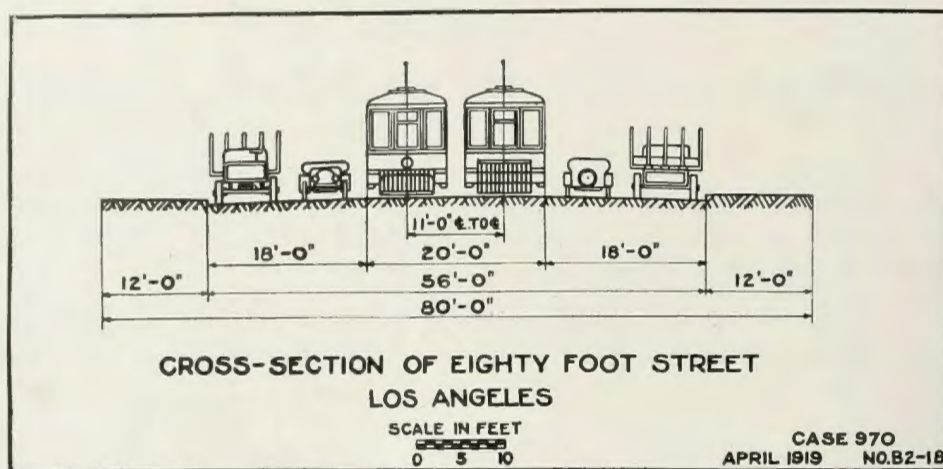 11'-0" ℄ TO ℄
18'-0" 20'-0" 18'-0"
12'-0" 56'-0" 12'-0"
80'-0"
CROSS-SECTION OF EIGHTY FOOT STREET
LOS ANGELES
SCALE IN FEET
0 5 10
CASE 970
APRIL 1919 NO.B2-18